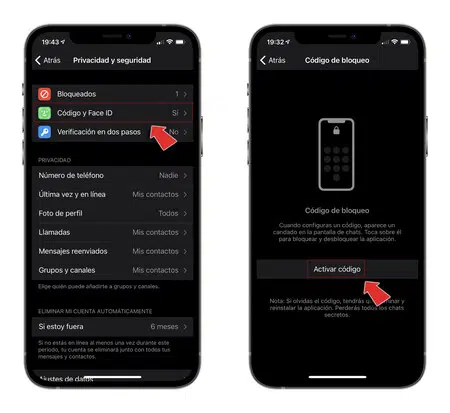 19:43
Atrás
Privacidad y seguridad
Bloqueados 1
Código y Face ID Sí
Verificación en dos pasos No
PRIVACIDAD
Número de teléfono Nadie
Última vez y en línea Mis contactos
Foto de perfil Todos
Llamadas Mis contactos
Mensajes reenviados Mis contactos
Grupos y canales Mis contactos
Elige quién puede añadirte a grupos y canales.
ELIMINAR MI CUENTA AUTOMÁTICAMENTE
Si estoy fuera 6 meses
Si no estás en línea al menos una vez durante este
periodo, tu cuenta se eliminará junto con todos tus
mensajes y contactos.
Ajustes de datos
19:32
Atrás
Código de bloqueo
Código de bloqueo
Cuando configuras un código, aparece un
candado en la pantalla de chats. Toca sobre él
para bloquear y desbloquear la aplicación.
Activar código
Nota: Si olvidas el código, tendrás y
reinstalar la aplicación. Perderás todos los chats
secretos.